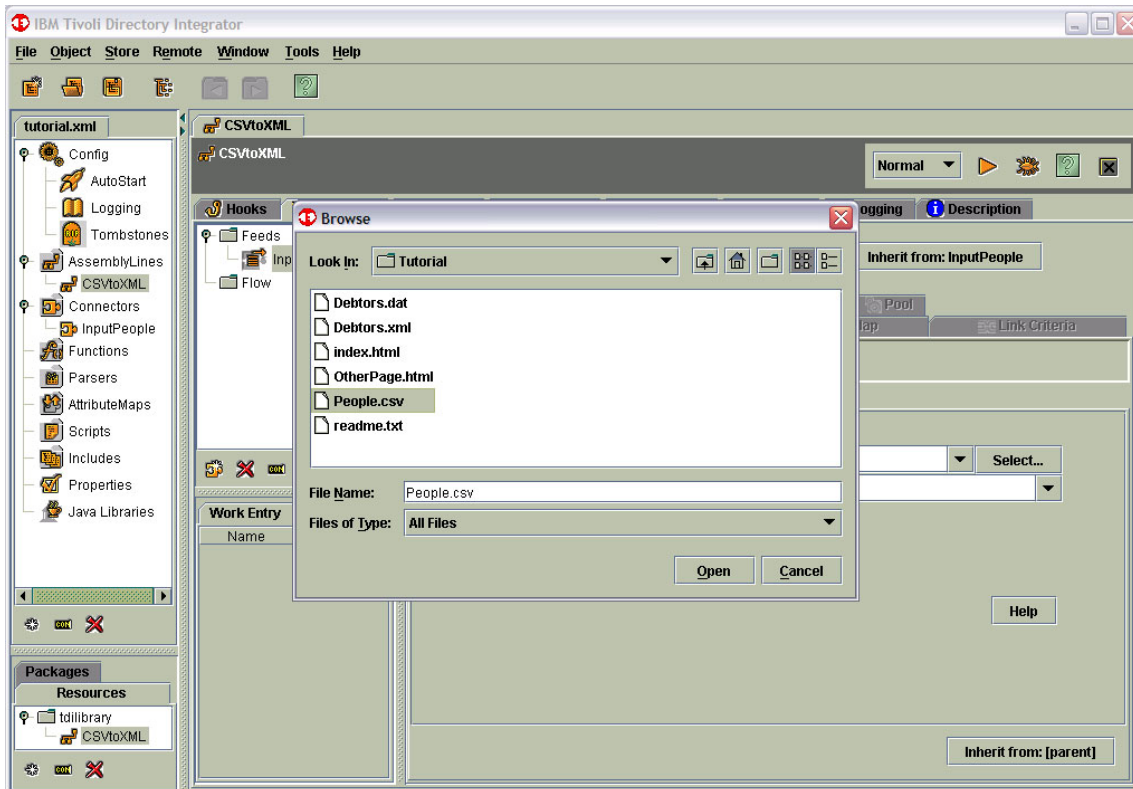 IBM Tivoli Directory Integrator
File Object Store Remote Window Tools Help
tutorial.xml
Config
AutoStart
Logging
Tombstones
AssemblyLines
CSVtoXML
Connectors
InputPeople
Functions
Parsers
AttributeMaps
Scripts
Includes
Properties
Java Libraries
Packages
Resources
tdilibrary
CSVtoXML
CSVtoXML
CSVtoXML
Normal
Hooks
ogging
Description
Feeds
Inp
Flow
Inherit from: InputPeople
Pool
lap
Link Criteria
Select...
Work Entry
Name
Help
Inherit from: [parent]
Browse
Look In: Tutorial
Debtors.dat
Debtors.xml
index.html
OtherPage.html
People.csv
readme.txt
File Name: People.csv
Files of Type: All Files
Open Cancel